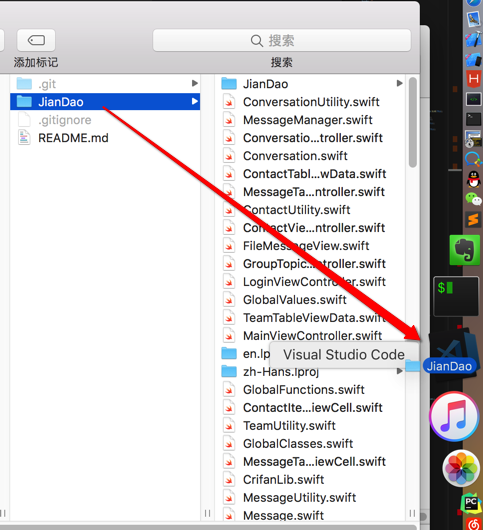 搜索
添加标记
搜索
.git
JianDao
.gitignore
README.md
JianDao
ConversationUtility.swift
MessageManager.swift
Conversatio...troller.swift
Conversation.swift
ContactTabl...wData.swift
MessageTa...ntroller.swift
ContactUtility.swift
ContactVie...ntroller.swift
FileMessageView.swift
GroupTopic...ntroller.swift
LoginViewController.swift
GlobalValues.swift
TeamTableViewData.swift
MainViewController.swift
en.lp
zh-Hans.lproj
GlobalFunctions.swift
ContactIte...iewCell.swift
TeamUtility.swift
GlobalClasses.swift
MessageTa...iewCell.swift
CrifanLib.swift
MessageUtility.swift
Message.swift
Visual Studio Code
JianDao
$
PC